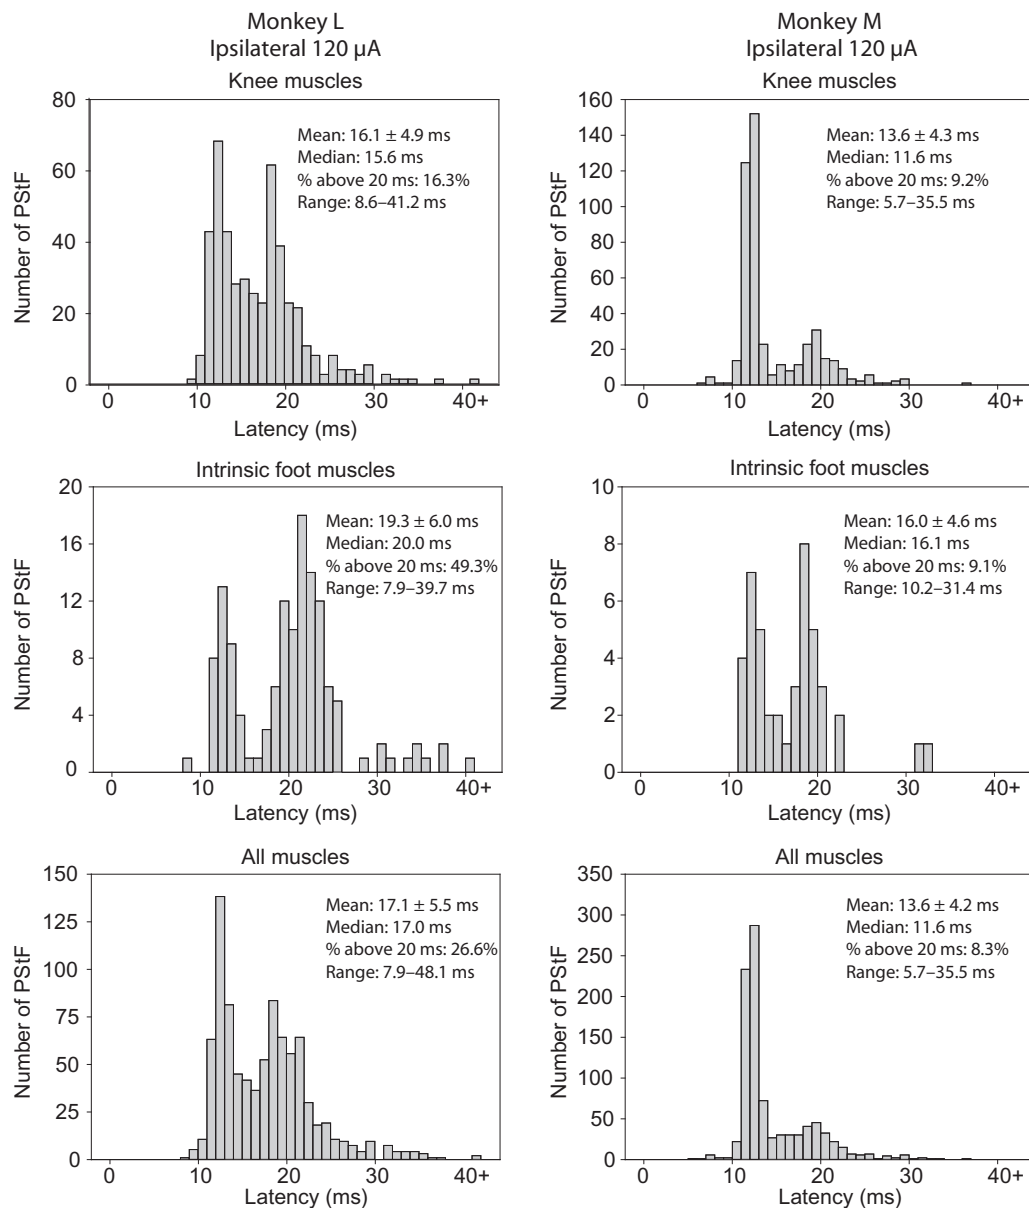 Monkey L
Ipsilateral 120 µA
Knee muscles
80
60
40
20
0
Number of PStF
Mean: 16.1 ± 4.9 ms
Median: 15.6 ms
% above 20 ms: 16.3%
Range: 8.6–41.2 ms
0 10 20 30 40+
Latency (ms)
Monkey M
Ipsilateral 120 µA
Knee muscles
160
140
120
100
80
60
40
20
0
Number of PStF
Mean: 13.6 ± 4.3 ms
Median: 11.6 ms
% above 20 ms: 9.2%
Range: 5.7–35.5 ms
0 10 20 30 40+
Latency (ms)
Intrinsic foot muscles
20
16
12
8
4
0
Number of PStF
Mean: 19.3 ± 6.0 ms
Median: 20.0 ms
% above 20 ms: 49.3%
Range: 7.9–39.7 ms
0 10 20 30 40+
Latency (ms)
Intrinsic foot muscles
10
8
6
4
2
0
Number of PStF
Mean: 16.0 ± 4.6 ms
Median: 16.1 ms
% above 20 ms: 9.1%
Range: 10.2–31.4 ms
0 10 20 30 40+
Latency (ms)
All muscles
150
125
100
75
50
25
0
Number of PStF
Mean: 17.1 ± 5.5 ms
Median: 17.0 ms
% above 20 ms: 26.6%
Range: 7.9–48.1 ms
0 10 20 30 40+
Latency (ms)
All muscles
350
300
250
200
150
100
50
0
Number of PStF
Mean: 13.6 ± 4.2 ms
Median: 11.6 ms
% above 20 ms: 8.3%
Range: 5.7–35.5 ms
0 10 20 30 40+
Latency (ms)